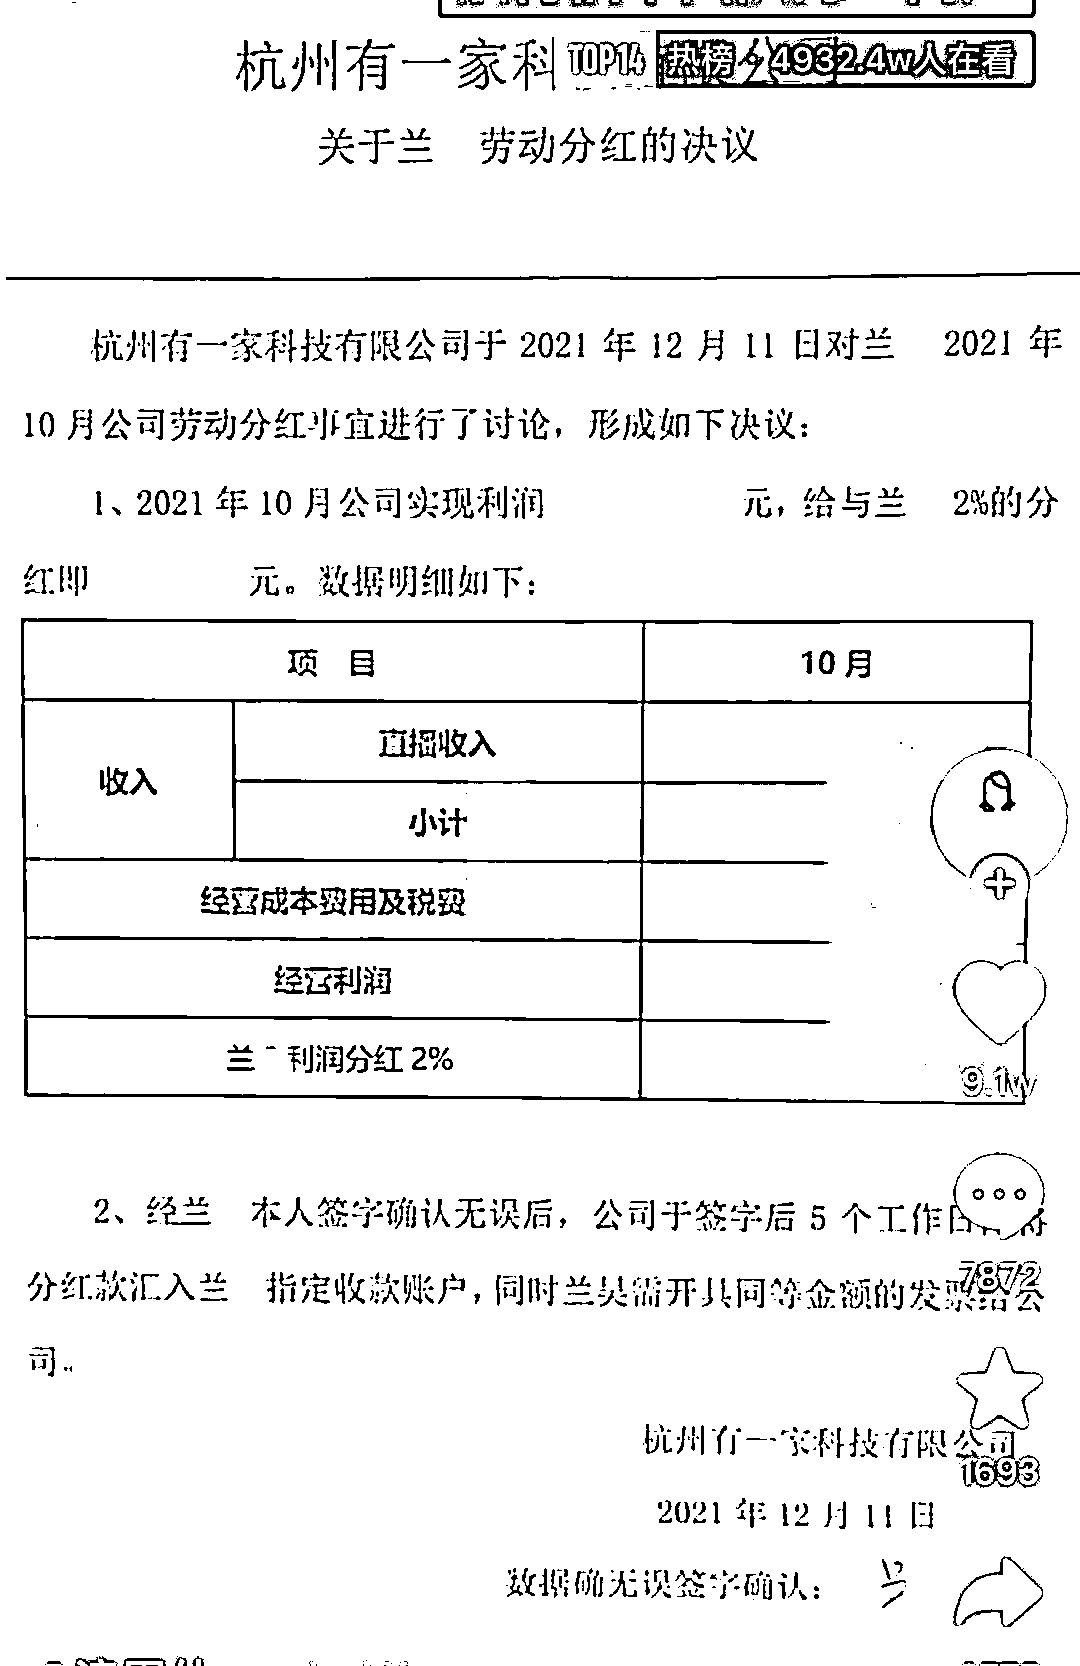 杭州有一家科 TOP14 热榜 4932.4w人在看
关于兰 劳动分红的决议
杭州有一家科技有限公司于 2021 年 12 月 11 日对兰 2021 年
10 月公司劳动分红事宜进行了讨论，形成如下决议：
1、2021 年 10 月公司实现利润 元，给与兰 2%的分
红即 元。数据明细如下：
项 目 10 月
收入 直播收入
小计
经营成本费用及税费
经营利润
兰 利润分红 2%
9.1w
2、经兰 本人签字确认无误后，公司于签字后 5 个工作日
7872
分红款汇入兰 指定收款账户，同时兰 需开具同等金额的发票给公
司。
杭州有一家科技有限公司
1693
2021 年 12 月 11 日
数据确无误签字确认： 兰